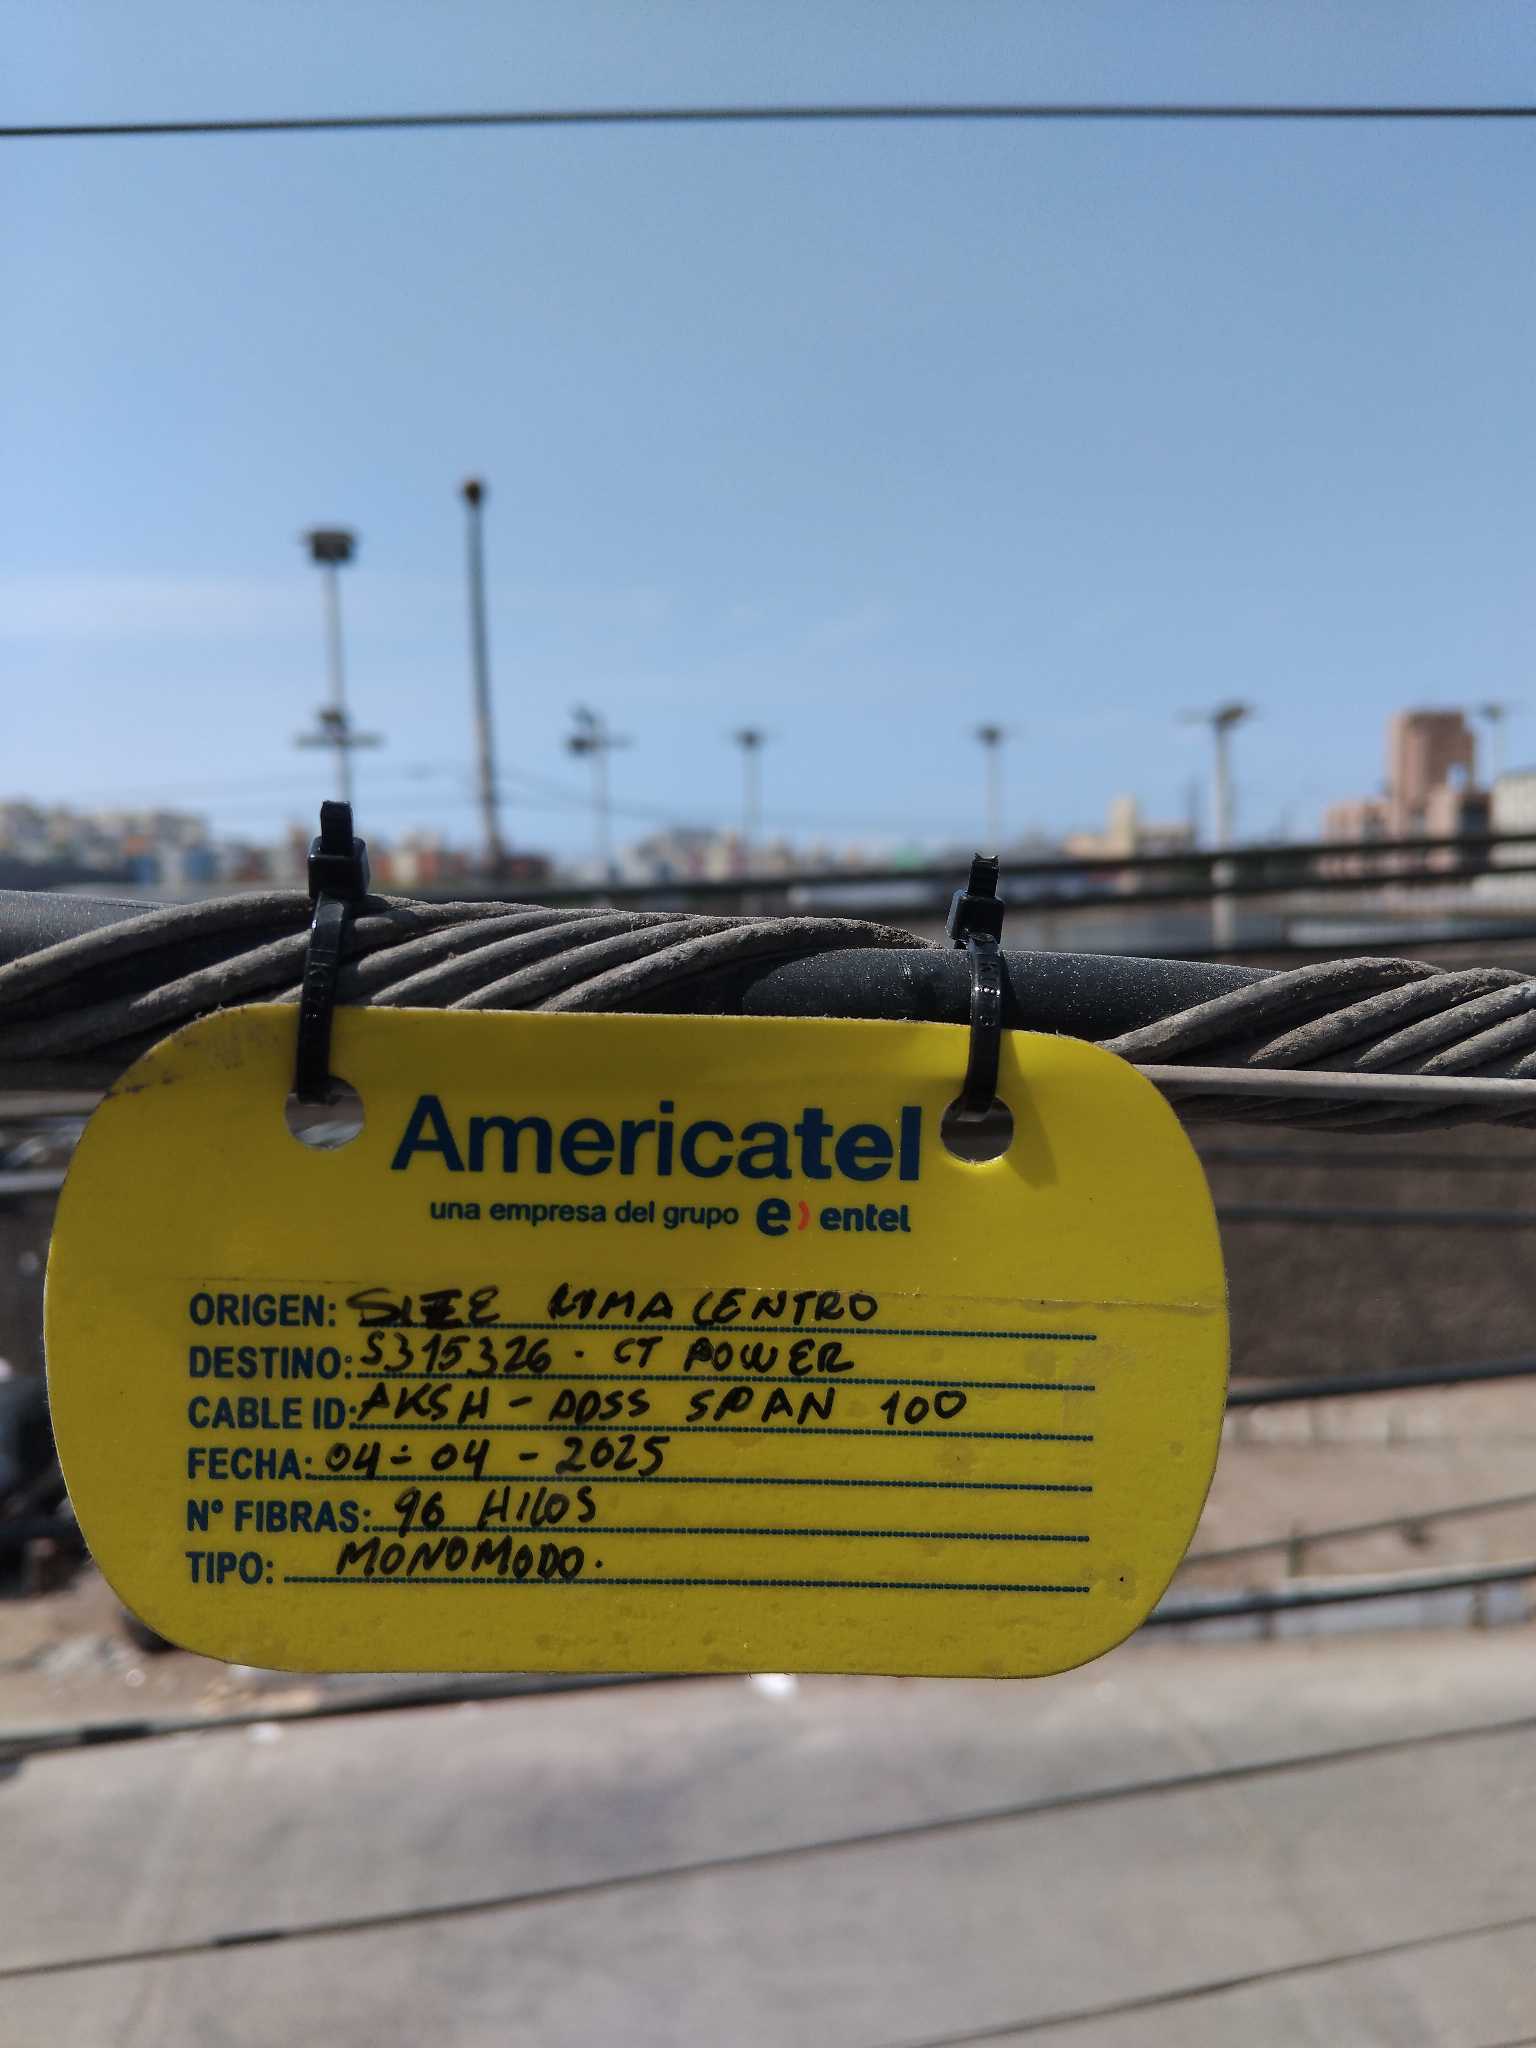 Americatel
una empresa del grupo e) entel
ORIGEN: SITE LIMA CENTRO
DESTINO: S315326. CT POWER
CABLE ID: AKSH - ADSS SPAN 100
FECHA: 04-04-2025
N° FIBRAS: 96 HILOS
TIPO: MONOMODO.